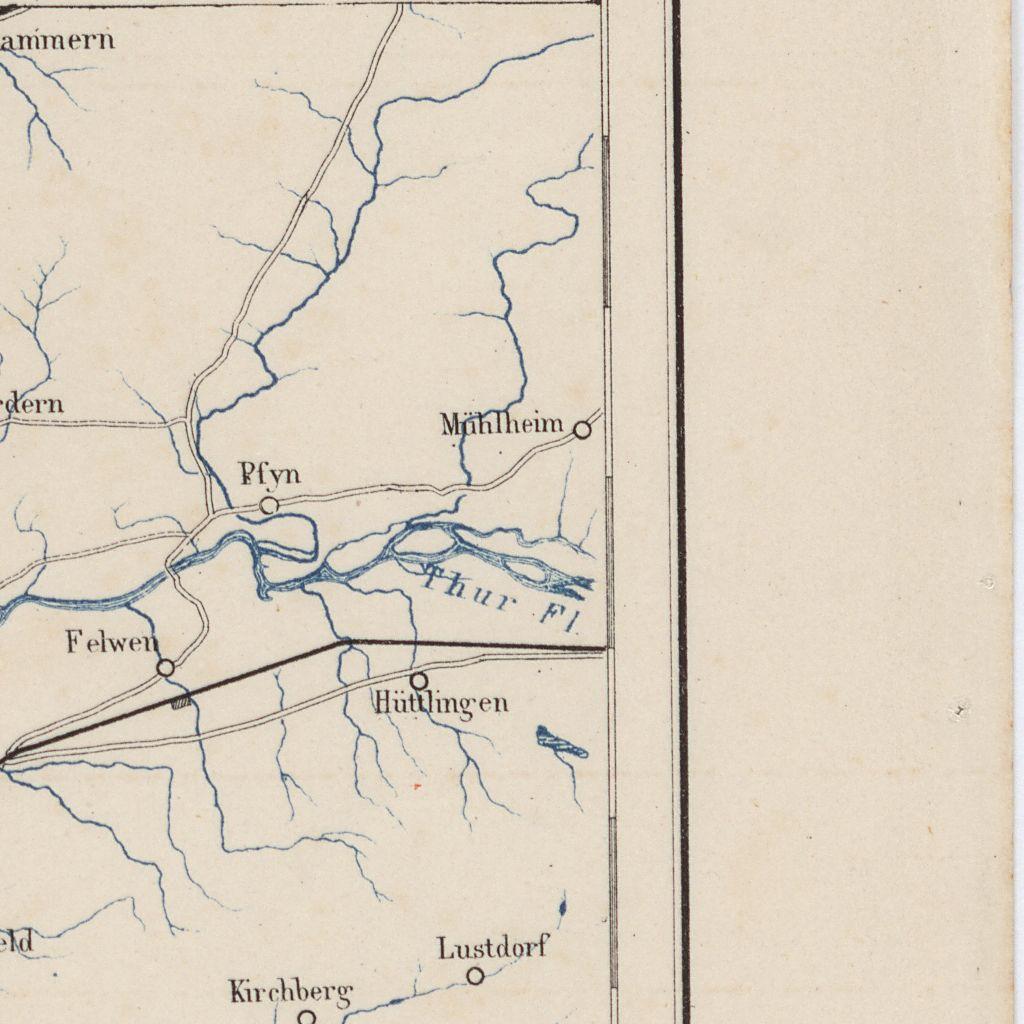 ammern
rdern
Mühlheim
Pfyn
Thur Fl.
Felwen
Hüttlingen
eld
Lustdorf
Kirchberg